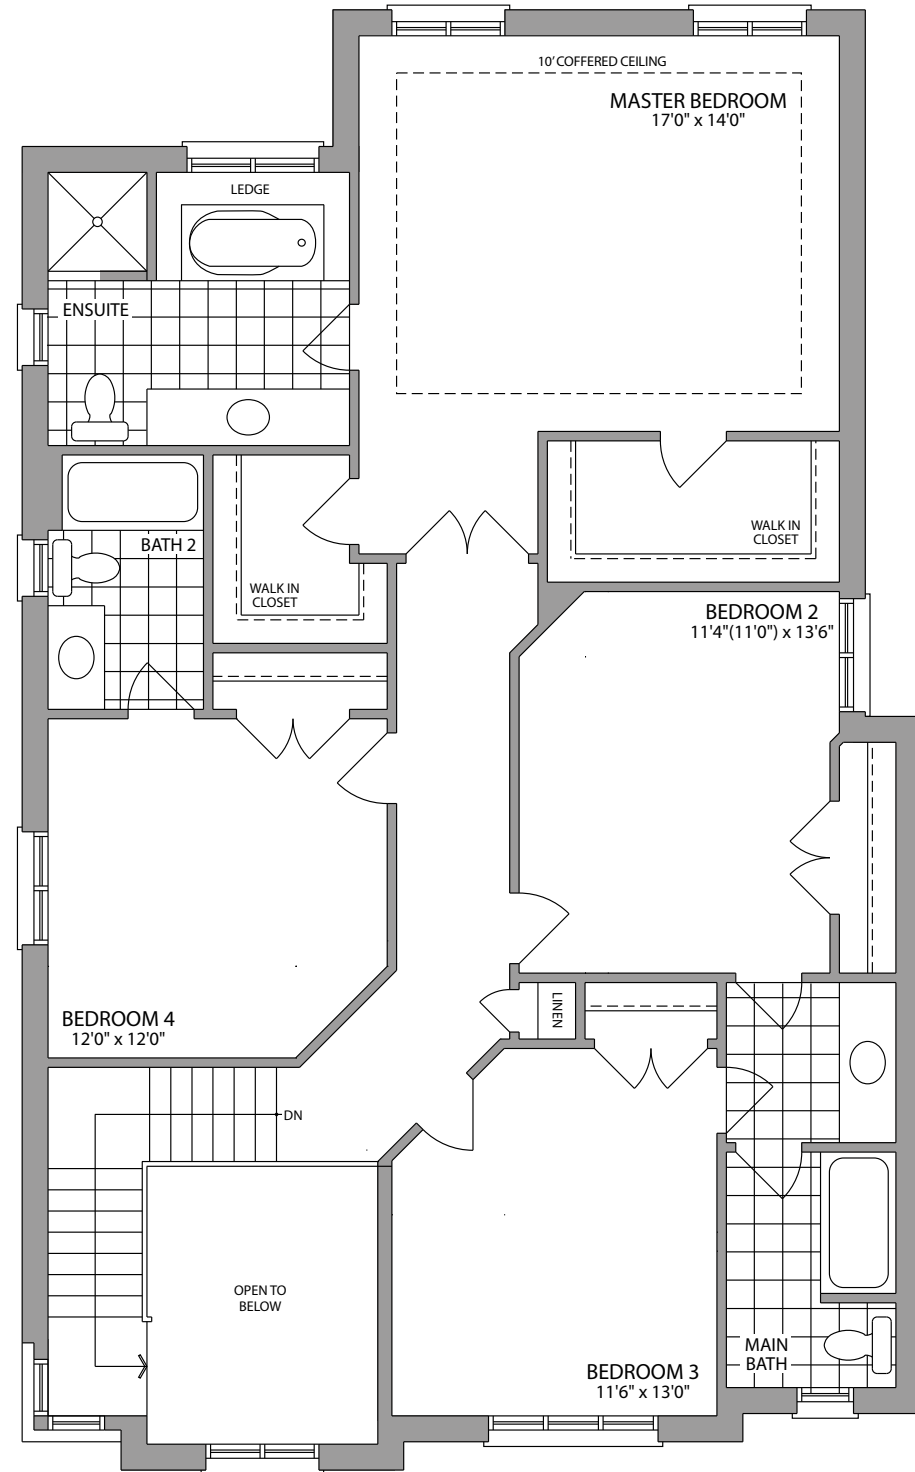 10' COFFERED CEILING
MASTER BEDROOM
17'0" x 14'0"
LEDGE
ENSUITE
BATH 2
WALK IN
CLOSET
WALK IN
CLOSET
BEDROOM 2
11'4"(11'0") x 13'6"
BEDROOM 4
12'0" x 12'0"
LINEN
DN
OPEN TO
BELOW
MAIN
BATH
BEDROOM 3
11'6" x 13'0"